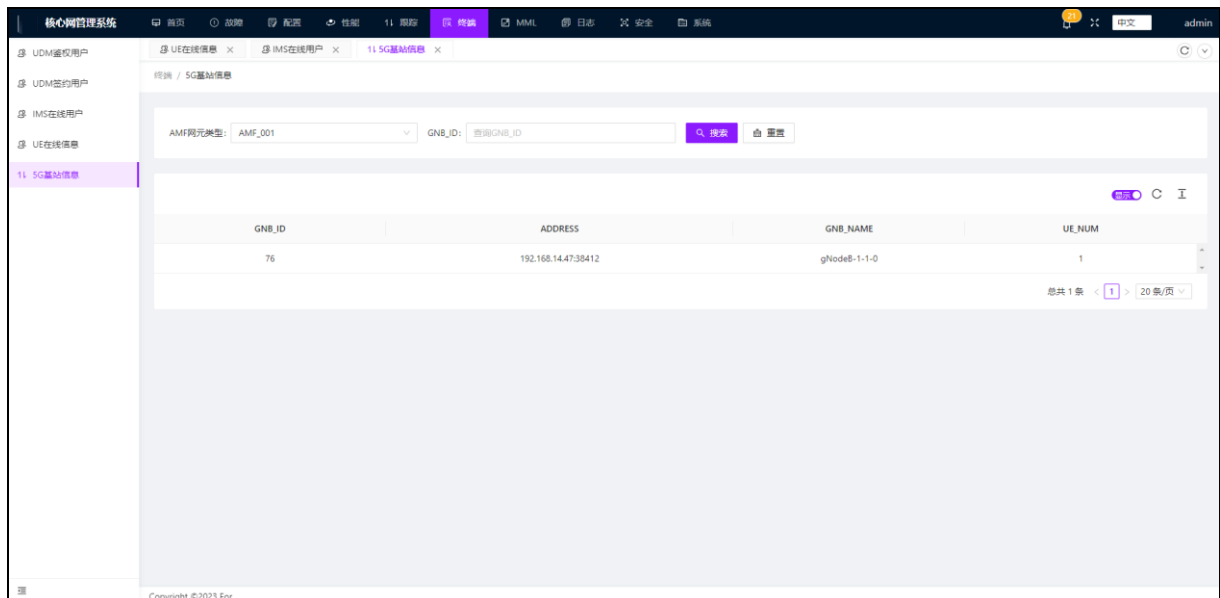 核心网管理系统 首页 故障 配置 性能 跟踪 终端 MML 日志 安全 系统 21 中文 admin
UDM鉴权用户
UDM签约用户
IMS在线用户
UE在线信息
5G基站信息
UE在线信息 IMS在线用户 5G基站信息
终端 / 5G基站信息
AMF网元类型: AMF_001 GNB_ID: 查询GNB_ID 搜索 重置
显示
GNB_ID ADDRESS GNB_NAME UE_NUM
76 192.168.14.47:38412 gNodeB-1-1-0 1
总共 1 条 1 20 条/页
Copyright ©2023 For